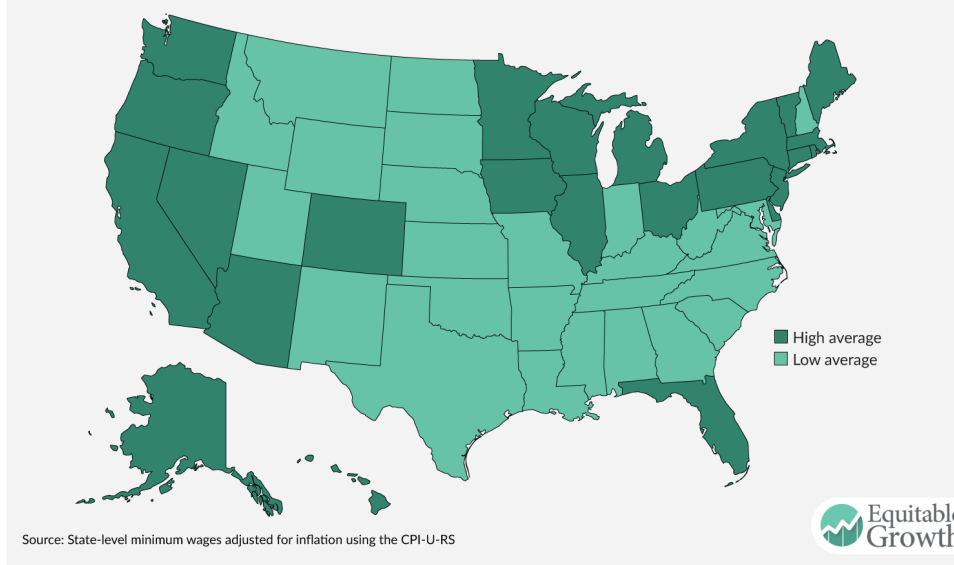 High average
Low average
Source: State-level minimum wages adjusted for inflation using the CPI-U-RS
Equitable
Growth